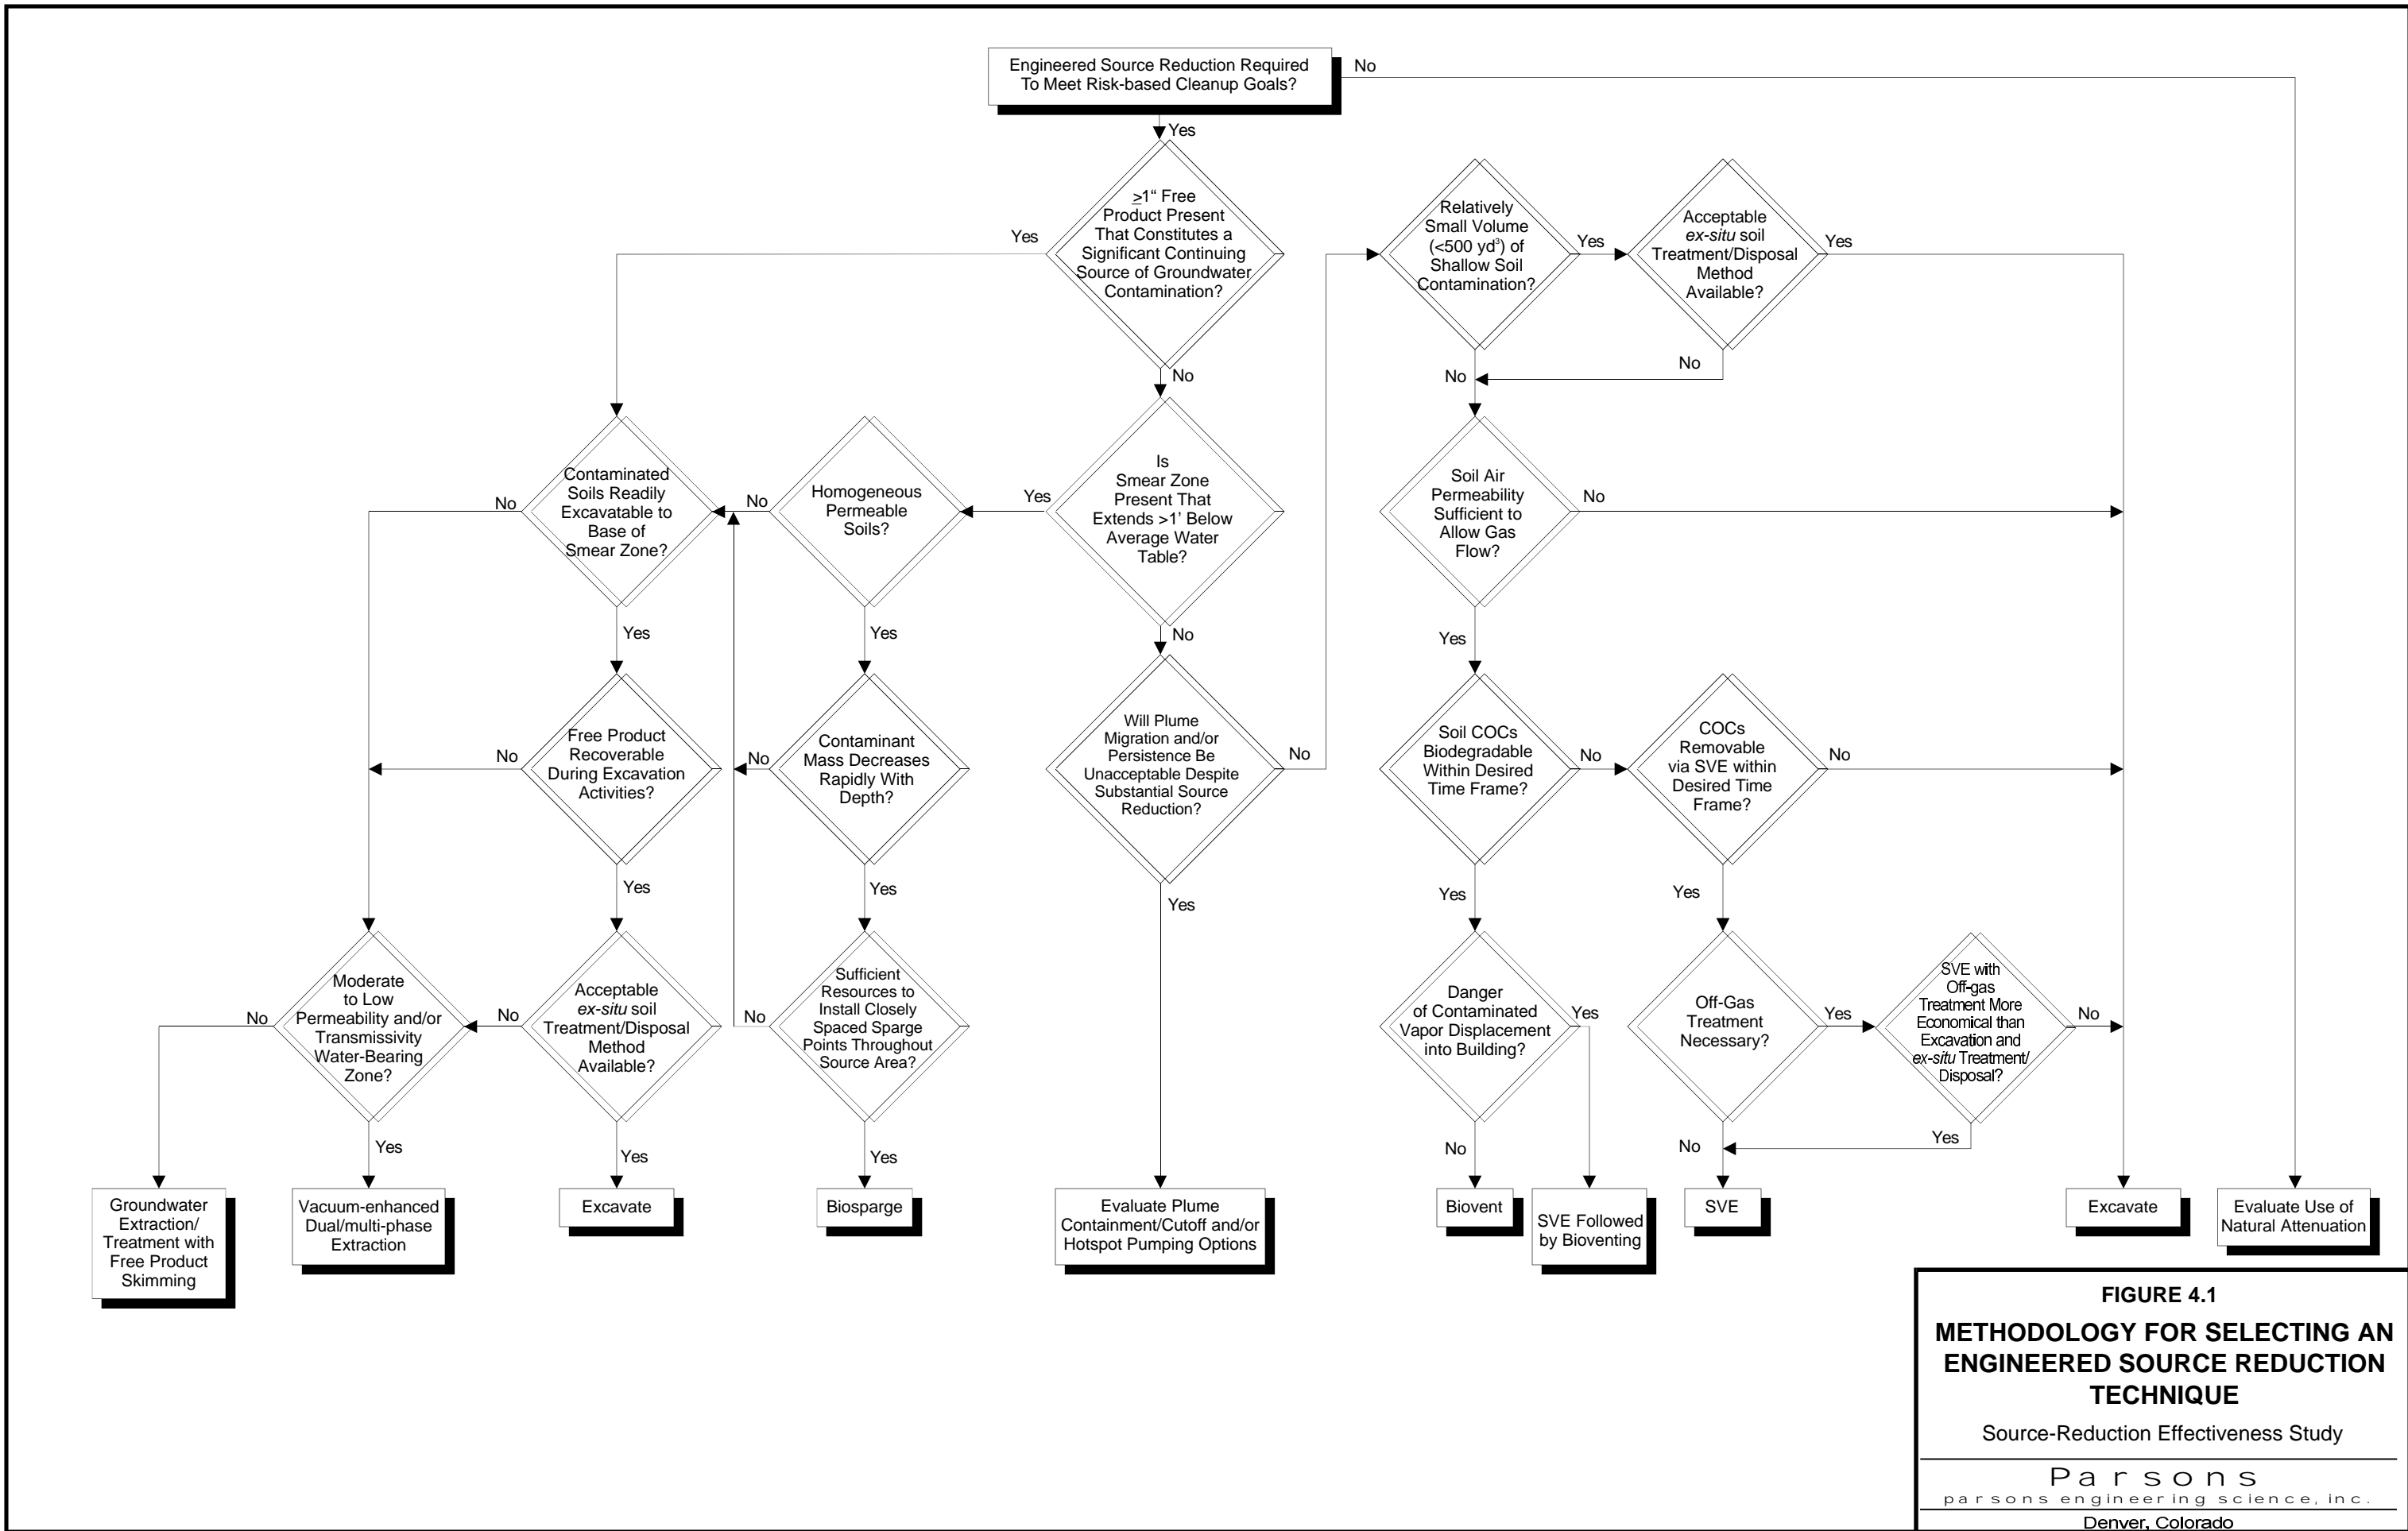 Engineered Source Reduction Required
To Meet Risk-based Cleanup Goals?
No
Yes
≥1“ Free
Product Present
That Constitutes a
Significant Continuing
Source of Groundwater
Contamination?
Yes
No
Relatively
Small Volume
(<500 yd³) of
Shallow Soil
Contamination?
Yes
No
Acceptable
ex-situ soil
Treatment/Disposal
Method
Available?
Yes
No
Contaminated
Soils Readily
Excavatable to
Base of
Smear Zone?
No
Yes
Homogeneous
Permeable
Soils?
No
Yes
Is
Smear Zone
Present That
Extends >1’ Below
Average Water
Table?
Yes
No
Soil Air
Permeability
Sufficient to
Allow Gas
Flow?
No
Yes
Free Product
Recoverable
During Excavation
Activities?
No
Yes
Contaminant
Mass Decreases
Rapidly With
Depth?
No
Yes
Will Plume
Migration and/or
Persistence Be
Unacceptable Despite
Substantial Source
Reduction?
No
Yes
Soil COCs
Biodegradable
Within Desired
Time Frame?
No
Yes
COCs
Removable
via SVE within
Desired Time
Frame?
No
Yes
Moderate
to Low
Permeability and/or
Transmissivity
Water-Bearing
Zone?
No
Yes
Acceptable
ex-situ soil
Treatment/Disposal
Method
Available?
No
Yes
Sufficient
Resources to
Install Closely
Spaced Sparge
Points Throughout
Source Area?
No
Yes
Danger
of Contaminated
Vapor Displacement
into Building?
Yes
No
Off-Gas
Treatment
Necessary?
Yes
No
SVE with
Off-gas
Treatment More
Economical than
Excavation and
ex-situ Treatment/
Disposal?
No
Yes
Groundwater
Extraction/
Treatment with
Free Product
Skimming
Vacuum-enhanced
Dual/multi-phase
Extraction
Excavate
Biosparge
Evaluate Plume
Containment/Cutoff and/or
Hotspot Pumping Options
Biovent
SVE Followed
by Bioventing
SVE
Excavate
Evaluate Use of
Natural Attenuation
FIGURE 4.1
METHODOLOGY FOR SELECTING AN
ENGINEERED SOURCE REDUCTION
TECHNIQUE
Source-Reduction Effectiveness Study
Parsons
parsons engineering science, inc.
Denver, Colorado